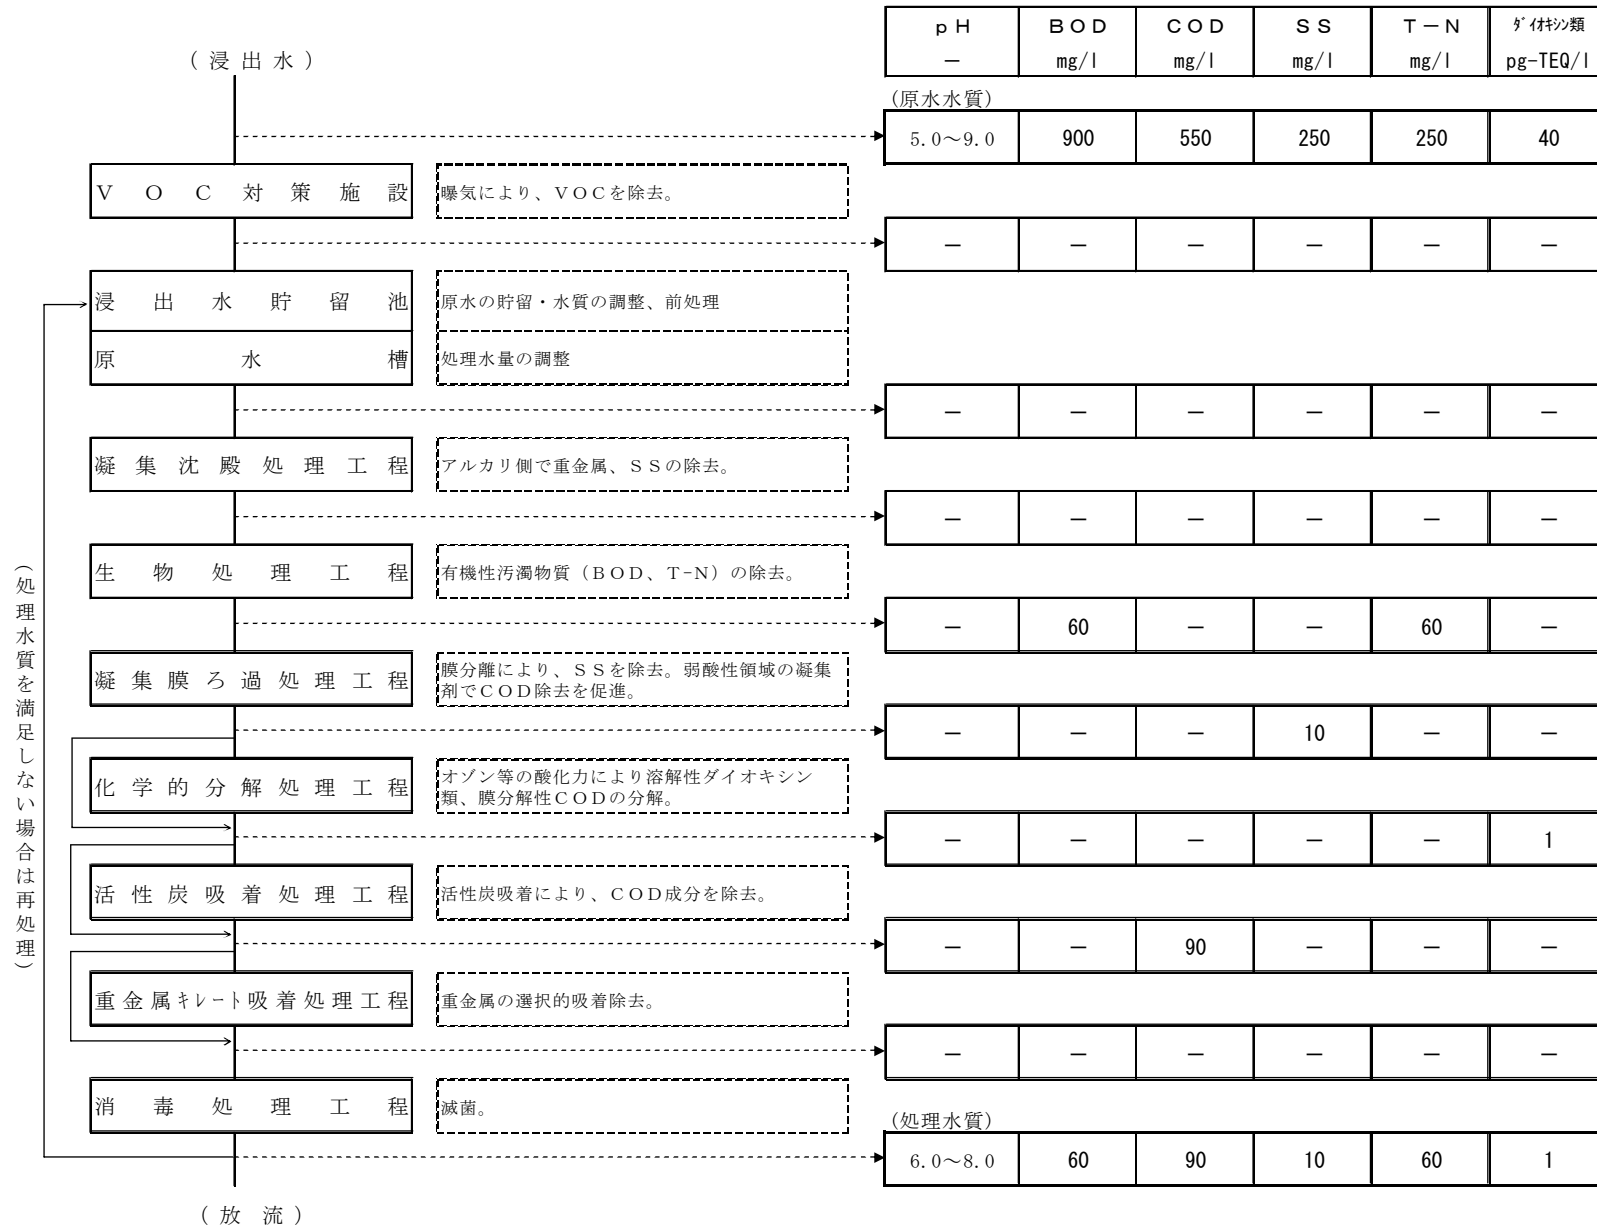 ｐＨ ＢＯＤ ＣＯＤ ＳＳ Ｔ－Ｎ ﾀﾞｲｵｷｼﾝ類
－ mg/l mg/l mg/l mg/l pg-TEQ/l
（浸出水）
(原水水質)
5.0～9.0 900 550 250 250 40
ＶＯＣ対策施設 曝気により、ＶＯＣを除去。
－ － － － － －
浸出水貯留池 原水の貯留・水質の調整、前処理
原水槽 処理水量の調整
－ － － － － －
凝集沈殿処理工程 アルカリ側で重金属、ＳＳの除去。
－ － － － － －
生物処理工程 有機性汚濁物質（ＢＯＤ、Ｔ-Ｎ）の除去。
－ 60 － － 60 －
凝集膜ろ過処理工程 膜分離により、ＳＳを除去。弱酸性領域の凝集
剤でＣＯＤ除去を促進。
－ － － 10 － －
化学的分解処理工程 オゾン等の酸化力により溶解性ダイオキシン
類、膜分解性ＣＯＤの分解。
－ － － － － 1
活性炭吸着処理工程 活性炭吸着により、ＣＯＤ成分を除去。
－ － 90 － － －
重金属ｷﾚｰﾄ吸着処理工程 重金属の選択的吸着除去。
－ － － － － －
消毒処理工程 滅菌。
(処理水質)
6.0～8.0 60 90 10 60 1
（放流）
（処理水質を満足しない場合は再処理）